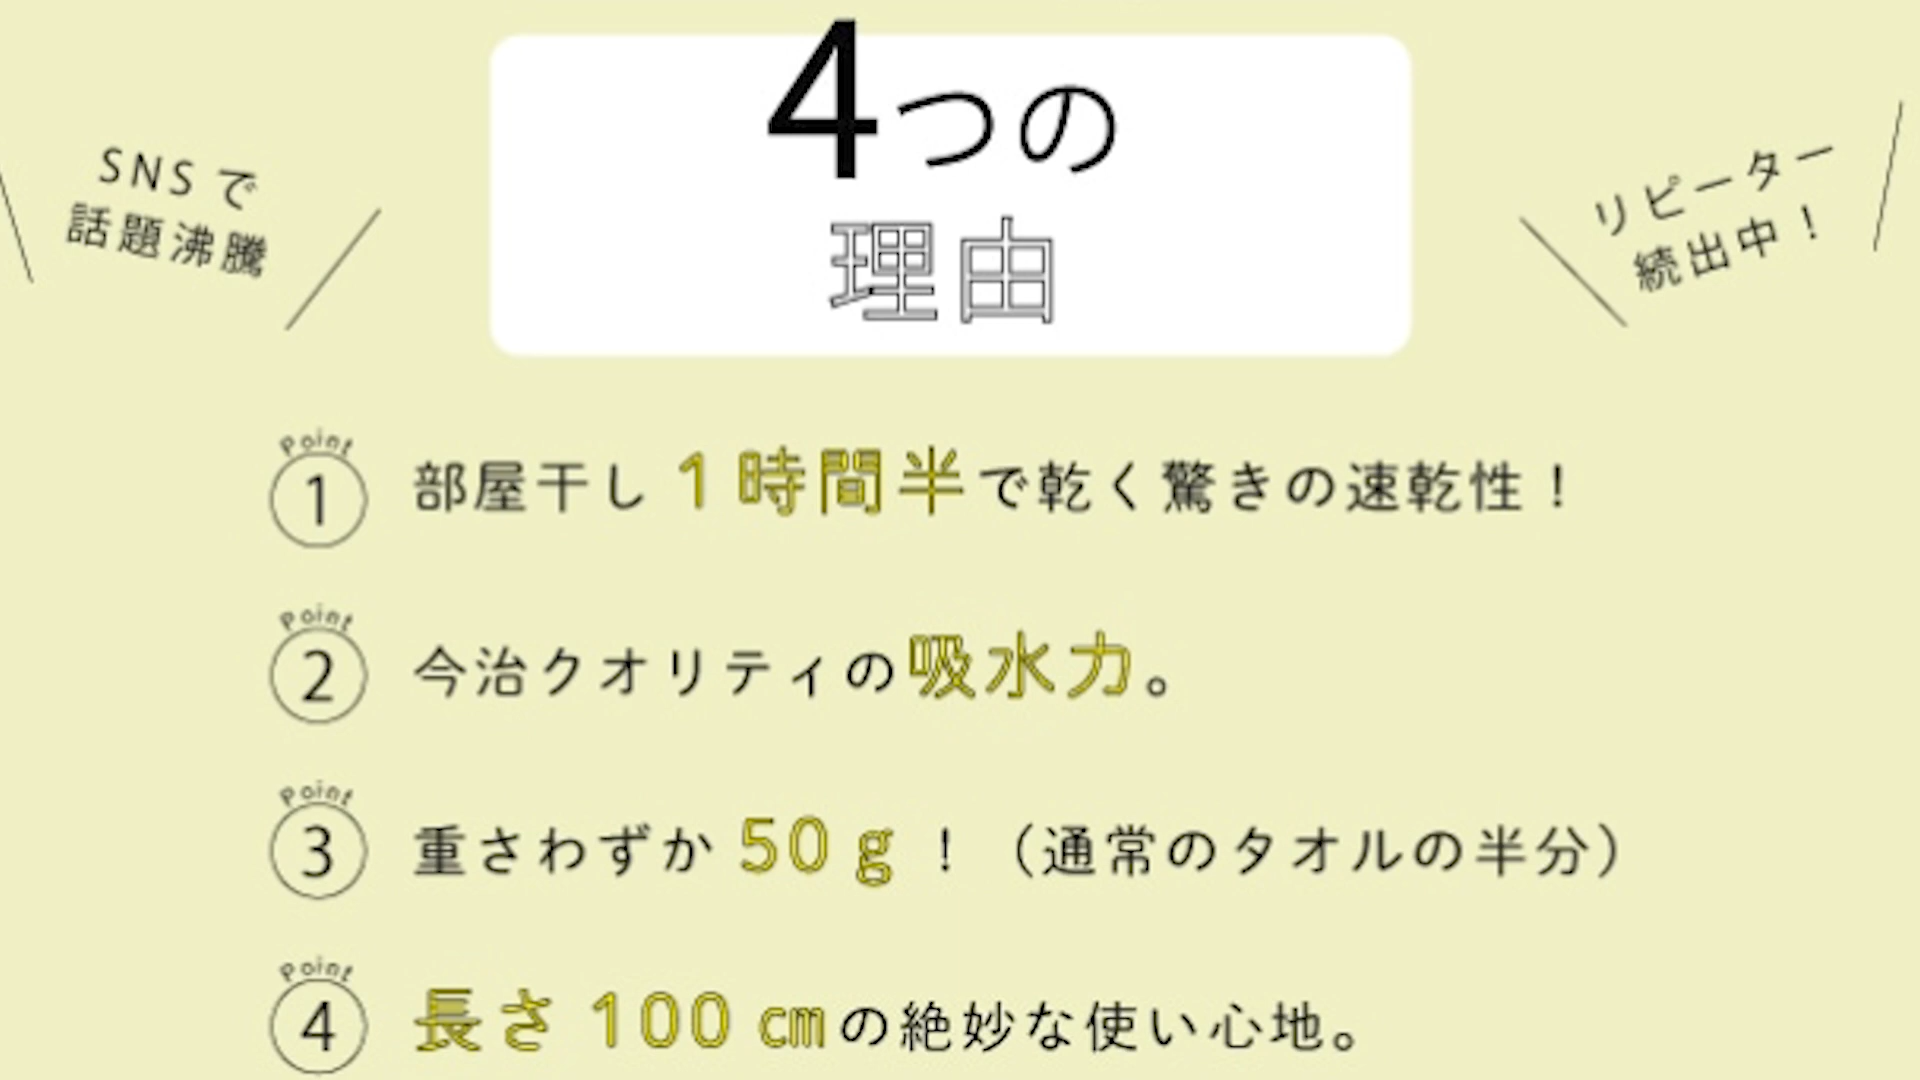 4つの
理由
SNSで
話題沸騰
リピーター
続出中！
Point
1
部屋干し1時間半で乾く驚きの速乾性！
Point
2
今治クオリティの吸水力。
Point
3
重さわずか50g！（通常のタオルの半分）
Point
4
長さ100㎝の絶妙な使い心地。